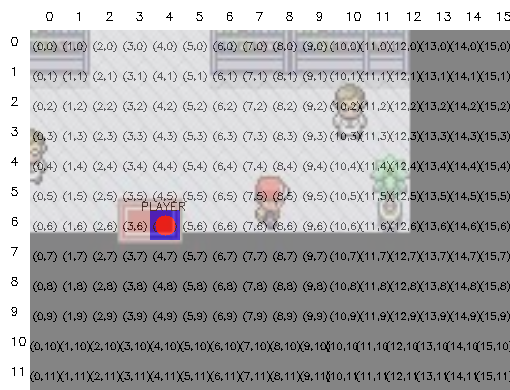 0 1 2 3 4 5 6 7 8 9 10 11 12 13 14 15
0 (0,0) (1,0) (2,0) (3,0) (4,0) (5,0) (6,0) (7,0) (8,0) (9,0) (10,0) (11,0) (12,0) (13,0) (14,0) (15,0)
1 (0,1) (1,1) (2,1) (3,1) (4,1) (5,1) (6,1) (7,1) (8,1) (9,1) (10,1) (11,1) (12,1) (13,1) (14,1) (15,1)
2 (0,2) (1,2) (2,2) (3,2) (4,2) (5,2) (6,2) (7,2) (8,2) (9,2) (10,2) (11,2) (12,2) (13,2) (14,2) (15,2)
3 (0,3) (1,3) (2,3) (3,3) (4,3) (5,3) (6,3) (7,3) (8,3) (9,3) (10,3) (11,3) (12,3) (13,3) (14,3) (15,3)
4 (0,4) (1,4) (2,4) (3,4) (4,4) (5,4) (6,4) (7,4) (8,4) (9,4) (10,4) (11,4) (12,4) (13,4) (14,4) (15,4)
5 (0,5) (1,5) (2,5) (3,5) (4,5) (5,5) (6,5) (7,5) (8,5) (9,5) (10,5) (11,5) (12,5) (13,5) (14,5) (15,5)
PLAYER
6 (0,6) (1,6) (2,6) (3,6) (5,6) (6,6) (7,6) (8,6) (9,6) (10,6) (11,6) (12,6) (13,6) (14,6) (15,6)
7 (0,7) (1,7) (2,7) (3,7) (4,7) (5,7) (6,7) (7,7) (8,7) (9,7) (10,7) (11,7) (12,7) (13,7) (14,7) (15,7)
8 (0,8) (1,8) (2,8) (3,8) (4,8) (5,8) (6,8) (7,8) (8,8) (9,8) (10,8) (11,8) (12,8) (13,8) (14,8) (15,8)
9 (0,9) (1,9) (2,9) (3,9) (4,9) (5,9) (6,9) (7,9) (8,9) (9,9) (10,9) (11,9) (12,9) (13,9) (14,9) (15,9)
10 (0,10) (1,10) (2,10) (3,10) (4,10) (5,10) (6,10) (7,10) (8,10) (9,10) (10,10) (11,10) (12,10) (13,10) (14,10) (15,10)
11 (0,11) (1,11) (2,11) (3,11) (4,11) (5,11) (6,11) (7,11) (8,11) (9,11) (10,11) (11,11) (12,11) (13,11) (14,11) (15,11)